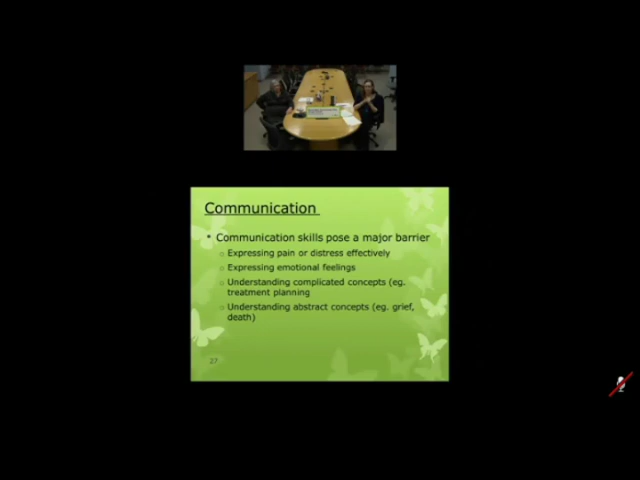 Communication
• Communication skills pose a major barrier
o Expressing pain or distress effectively
o Expressing emotional feelings
o Understanding complicated concepts (eg.
treatment planning
o Understanding abstract concepts (eg. grief,
death)
27